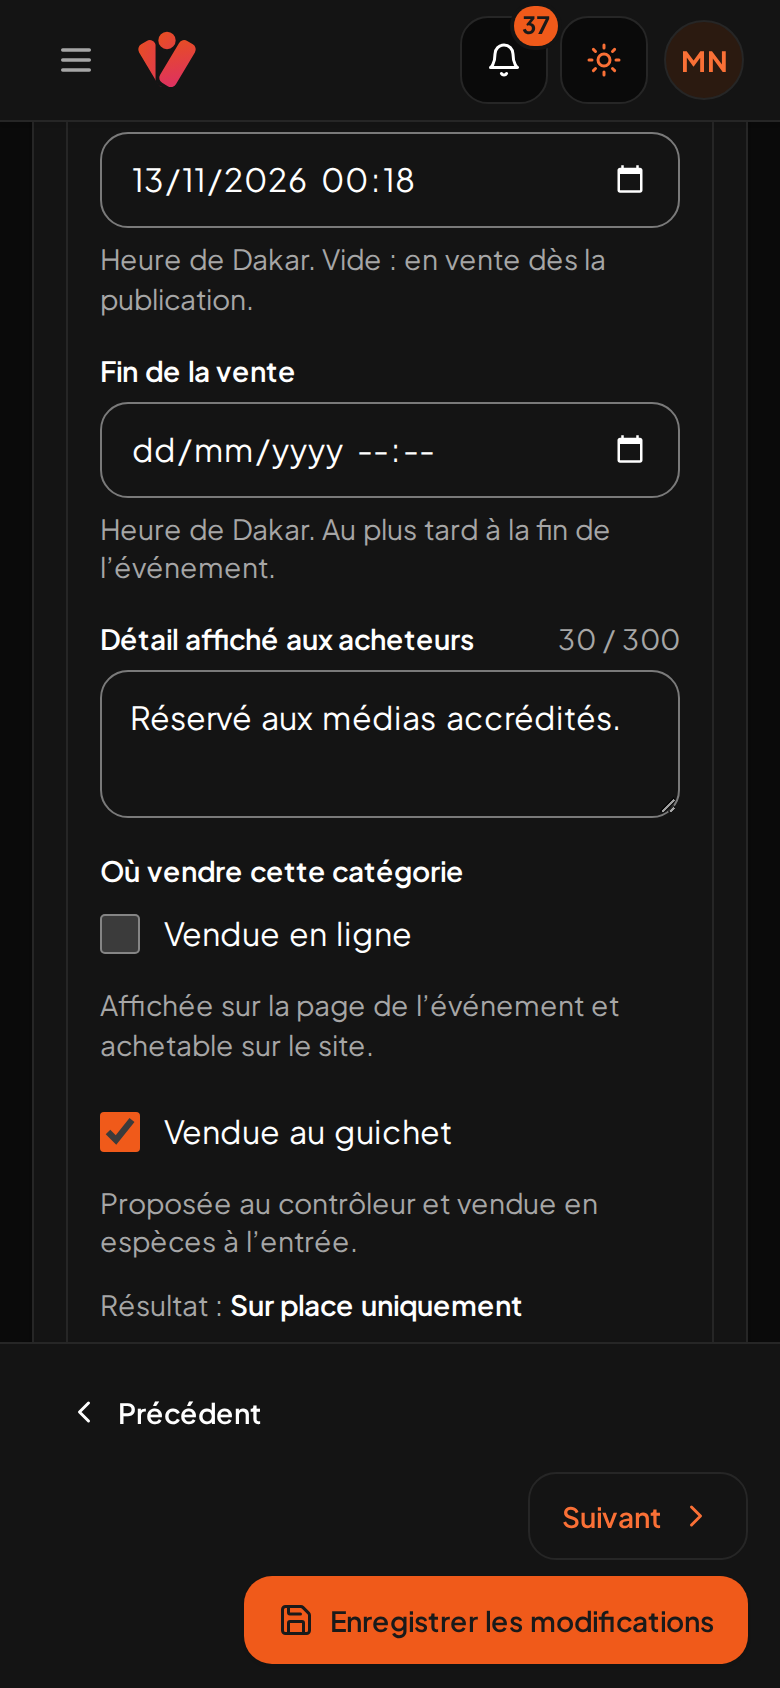 37
MN
13/11/2026 00:18
Heure de Dakar. Vide : en vente dès la
publication.
Fin de la vente
dd/mm/yyyy --:--
Heure de Dakar. Au plus tard à la fin de
l’événement.
Détail affiché aux acheteurs 30 / 300
Réservé aux médias accrédités.
Où vendre cette catégorie
Vendue en ligne
Affichée sur la page de l’événement et
achetable sur le site.
Vendue au guichet
Proposée au contrôleur et vendue en
espèces à l’entrée.
Résultat : Sur place uniquement
Précédent
Suivant
Enregistrer les modifications